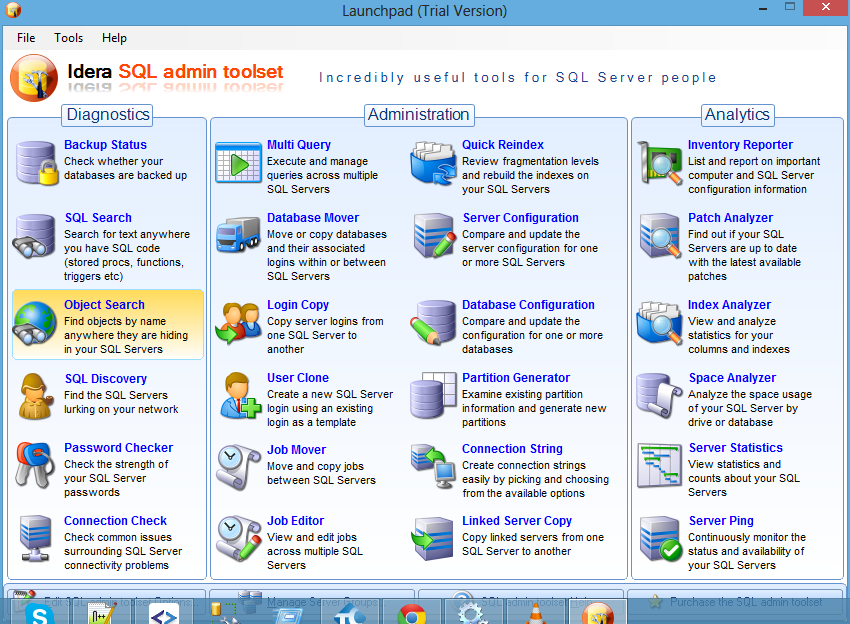 Launchpad (Trial Version)
File Tools Help
Idera SQL admin toolset
Incredibly useful tools for SQL Server people
Diagnostics
Backup Status
Check whether your
databases are backed up
SQL Search
Search for text anywhere
you have SQL code
(stored procs, functions,
triggers etc)
Object Search
Find objects by name
anywhere they are hiding
in your SQL Servers
SQL Discovery
Find the SQL Servers
lurking on your network
Password Checker
Check the strength of
your SQL Server
passwords
Connection Check
Check common issues
surrounding SQL Server
connectivity problems
Administration
Multi Query
Execute and manage
queries across multiple
SQL Servers
Database Mover
Move or copy databases
and their associated
logins within or between
SQL Servers
Login Copy
Copy server logins from
one SQL Server to
another
User Clone
Create a new SQL Server
login using an existing
login as a template
Job Mover
Move and copy jobs
between SQL Servers
Job Editor
View and edit jobs
across multiple SQL
Servers
Quick Reindex
Review fragmentation levels
and rebuild the indexes on
your SQL Servers
Server Configuration
Compare and update the
server configuration for one
or more SQL Servers
Database Configuration
Compare and update the
configuration for one or more
databases
Partition Generator
Examine existing partition
information and generate new
partitions
Connection String
Create connection strings
easily by picking and choosing
from the available options
Linked Server Copy
Copy linked servers from one
SQL Server to another
Analytics
Inventory Reporter
List and report on important
computer and SQL Server
configuration information
Patch Analyzer
Find out if your SQL
Servers are up to date
with the latest available
patches
Index Analyzer
View and analyze
statistics for your
columns and indexes
Space Analyzer
Analyze the space usage
of your SQL Server by
drive or database
Server Statistics
View statistics and
counts about your SQL
Servers
Server Ping
Continuously monitor the
status and availability of
your SQL Servers
Edit SQL admin toolset Options
Manage Server Groups
SQL admin toolset Help
Purchase the SQL admin toolset